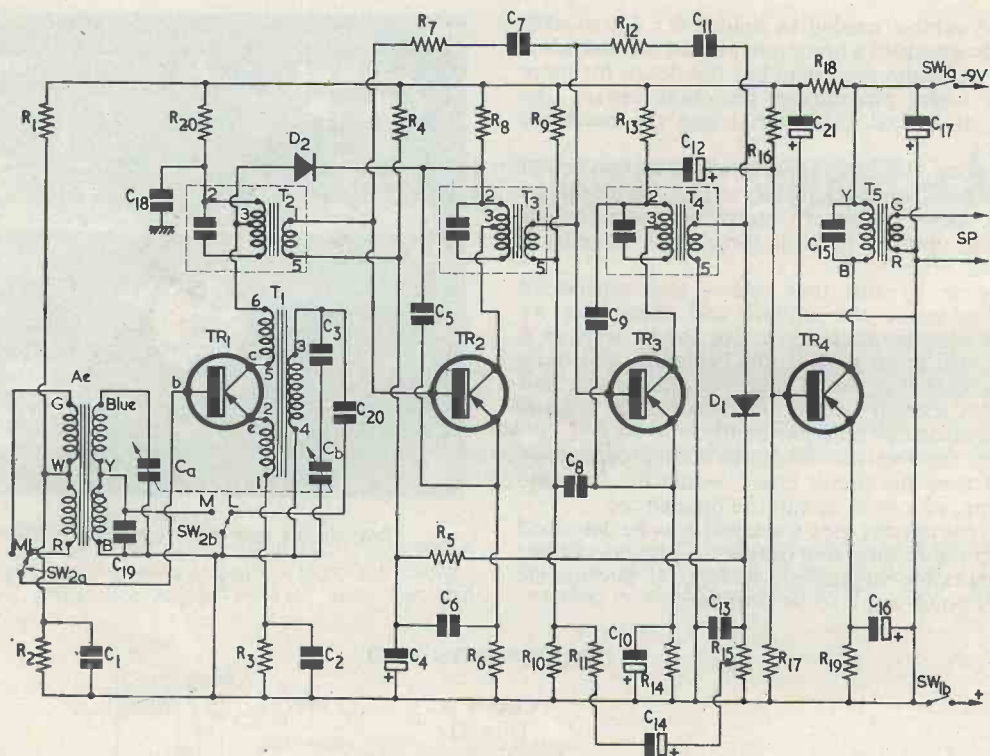 R7
C7
R12
C11
R18
SW1a -9V
R1
R20
D2
R4
R8
R9
R13
C12
R16
C21
C17
C18
2
3
T2
1
5
2
3
T3
1
5
2
3
T4
1
5
Y
T5
G
C15
B
R
SP
6
T1
3
C3
C5
C9
TR1
c
5
b
2
e
4
1
C20
TR2
TR3
D1
TR4
Ae
G
Blue
Ca
Cb
W
Y
M
L
SW2b
C8
M
L
R
B
SW2a
C19
R5
C6
C13
C16
R2
C1
R3
C2
C4
R6
R10
R11
C10
R14
R15
R17
R19
SW1b
+
C14